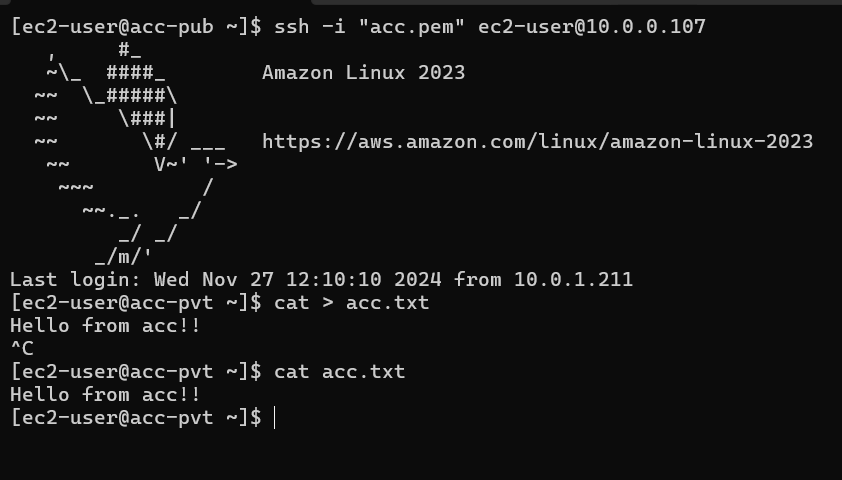 [ec2-user@acc-pub ~]$ ssh -i "acc.pem" ec2-user@10.0.0.107
   ,     #_
   ~\_  ####_        Amazon Linux 2023
  ~~  \_#####\
  ~~     \###|
  ~~       \#/ ___   https://aws.amazon.com/linux/amazon-linux-2023
   ~~       V~' '->
    ~~~         /
      ~~._.   _/
         _/ _/
       _/m/'
Last login: Wed Nov 27 12:10:10 2024 from 10.0.1.211
[ec2-user@acc-pvt ~]$ cat > acc.txt
Hello from acc!!
^C
[ec2-user@acc-pvt ~]$ cat acc.txt
Hello from acc!!
[ec2-user@acc-pvt ~]$